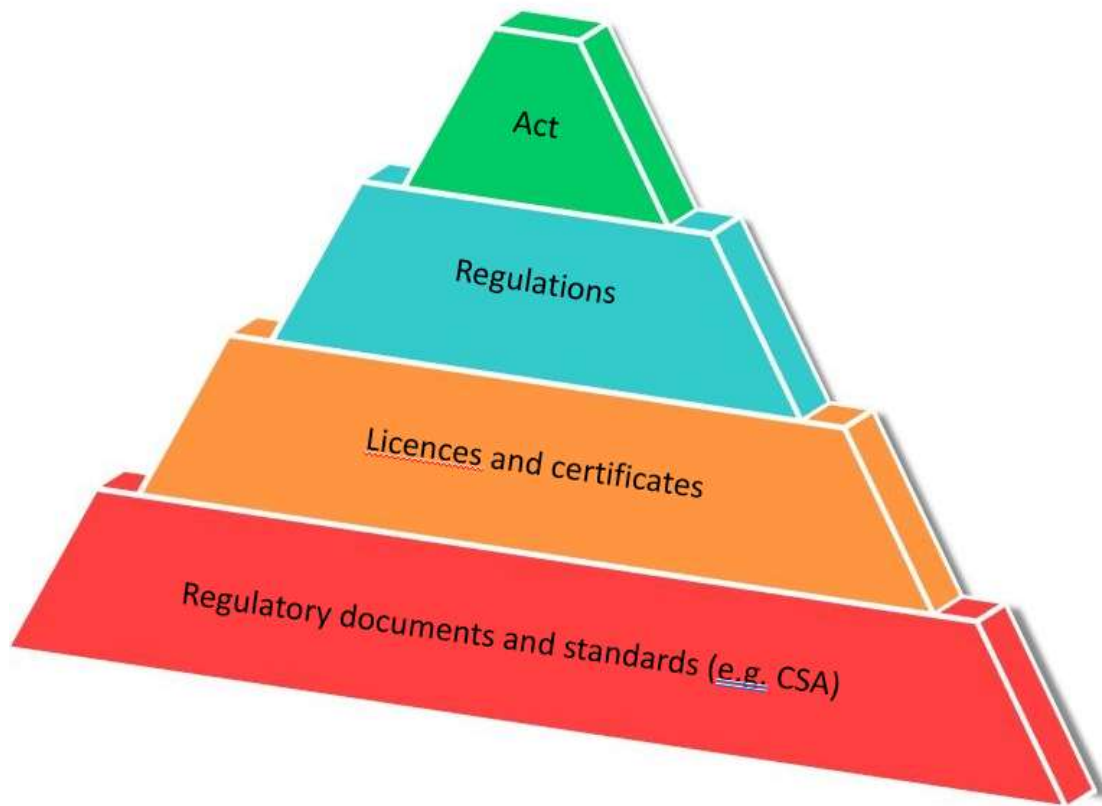 Act
Regulations
Licences and certificates
Regulatory documents and standards (e.g. CSA)